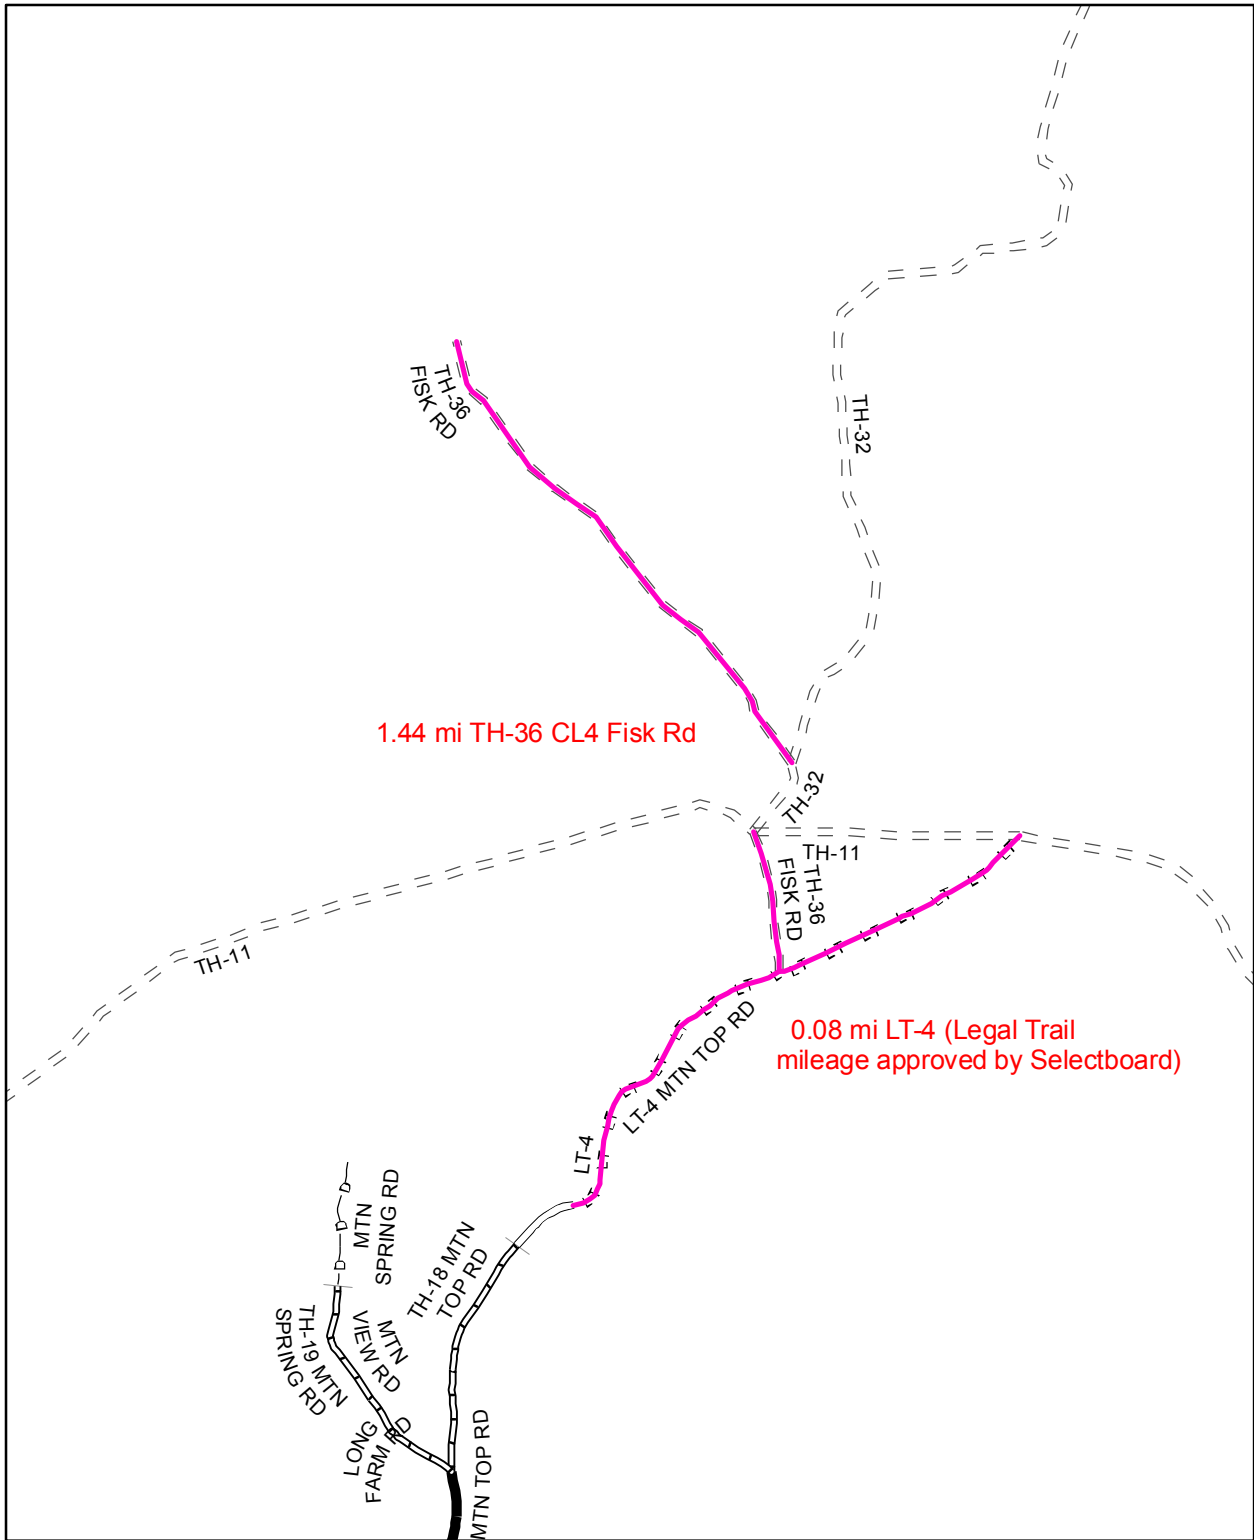 TH-36
FISK RD
TH-32
1.44 mi TH-36 CL4 Fisk Rd
TH-32
TH-11
TH-36
FISK RD
TH-11
0.08 mi LT-4 (Legal Trail
mileage approved by Selectboard)
LT-4 MTN TOP RD
LT-4
MTN
SPRING RD
TH-18 MTN
TOP RD
MTN
VIEW RD
TH-19 MTN
SPRING RD
LONG
FARM RD
MTN TOP RD
D
D
D